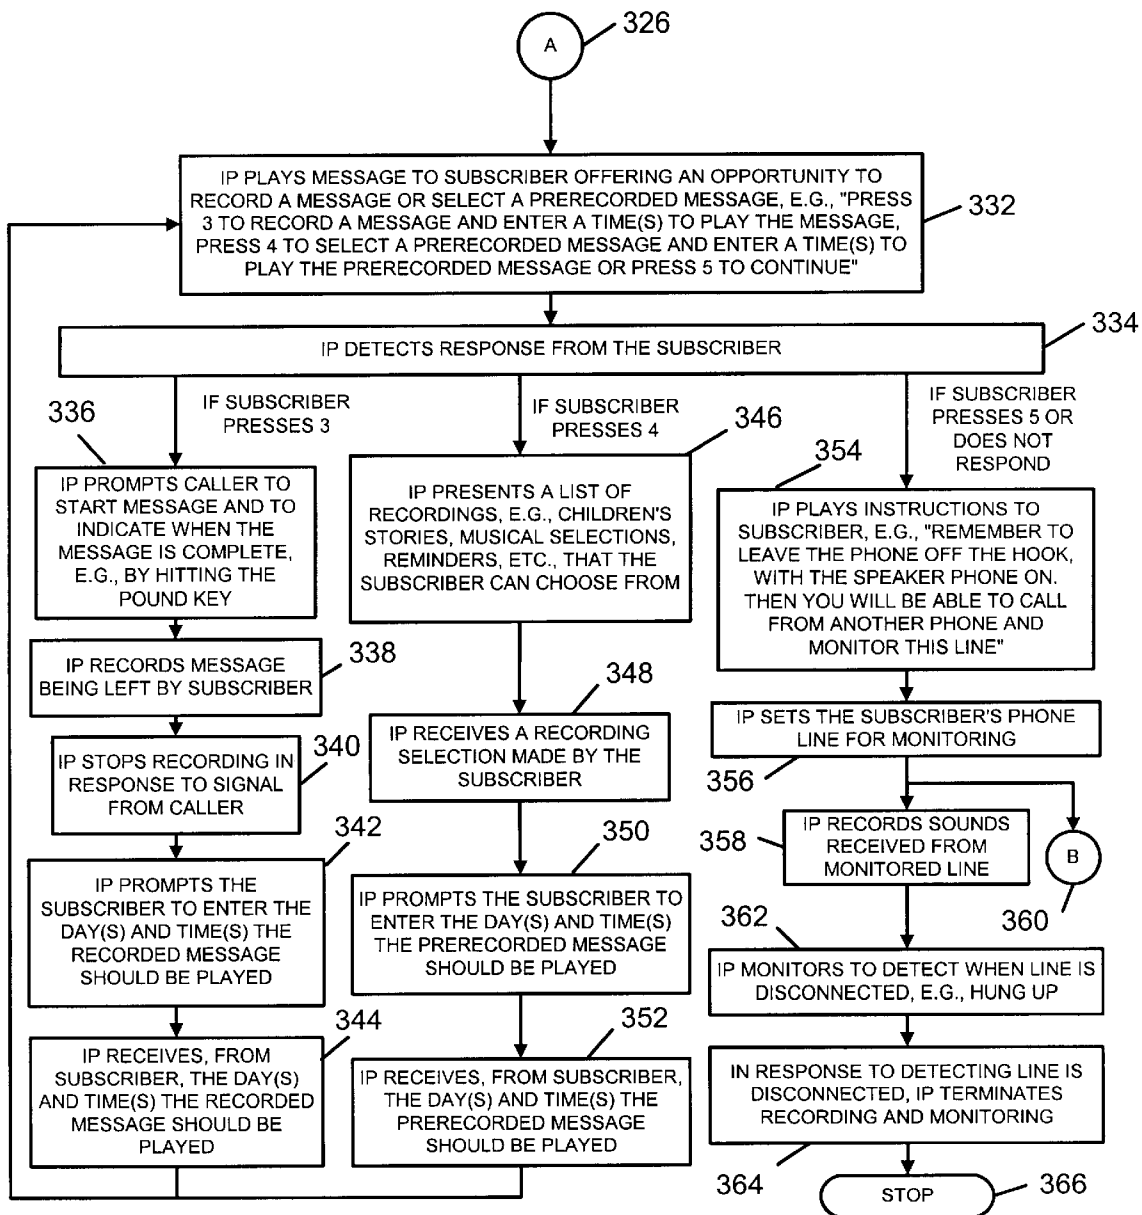 A
326
IP PLAYS MESSAGE TO SUBSCRIBER OFFERING AN OPPORTUNITY TO
RECORD A MESSAGE OR SELECT A PRERECORDED MESSAGE, E.G., "PRESS
3 TO RECORD A MESSAGE AND ENTER A TIME(S) TO PLAY THE MESSAGE,
PRESS 4 TO SELECT A PRERECORDED MESSAGE AND ENTER A TIME(S) TO
PLAY THE PRERECORDED MESSAGE OR PRESS 5 TO CONTINUE"
332
IP DETECTS RESPONSE FROM THE SUBSCRIBER
334
IF SUBSCRIBER
PRESSES 3
336
IP PROMPTS CALLER TO
START MESSAGE AND TO
INDICATE WHEN THE
MESSAGE IS COMPLETE,
E.G., BY HITTING THE
POUND KEY
IP RECORDS MESSAGE
BEING LEFT BY SUBSCRIBER
338
IP STOPS RECORDING IN
RESPONSE TO SIGNAL
FROM CALLER
340
342
IP PROMPTS THE
SUBSCRIBER TO ENTER THE
DAY(S) AND TIME(S) THE
RECORDED MESSAGE
SHOULD BE PLAYED
344
IP RECEIVES, FROM
SUBSCRIBER, THE DAY(S)
AND TIME(S) THE RECORDED
MESSAGE SHOULD BE
PLAYED
IF SUBSCRIBER
PRESSES 4
346
IP PRESENTS A LIST OF
RECORDINGS, E.G., CHILDREN'S
STORIES, MUSICAL SELECTIONS,
REMINDERS, ETC., THAT THE
SUBSCRIBER CAN CHOOSE FROM
348
IP RECEIVES A RECORDING
SELECTION MADE BY THE
SUBSCRIBER
350
IP PROMPTS THE SUBSCRIBER TO
ENTER THE DAY(S) AND TIME(S)
THE PRERECORDED MESSAGE
SHOULD BE PLAYED
352
IP RECEIVES, FROM SUBSCRIBER,
THE DAY(S) AND TIME(S) THE
PRERECORDED MESSAGE
SHOULD BE PLAYED
IF SUBSCRIBER
PRESSES 5 OR
DOES NOT
RESPOND
354
IP PLAYS INSTRUCTIONS TO
SUBSCRIBER, E.G., "REMEMBER TO
LEAVE THE PHONE OFF THE HOOK,
WITH THE SPEAKER PHONE ON.
THEN YOU WILL BE ABLE TO CALL
FROM ANOTHER PHONE AND
MONITOR THIS LINE"
IP SETS THE SUBSCRIBER'S PHONE
LINE FOR MONITORING
356
358
IP RECORDS SOUNDS
RECEIVED FROM
MONITORED LINE
B
360
362
IP MONITORS TO DETECT WHEN LINE IS
DISCONNECTED, E.G., HUNG UP
IN RESPONSE TO DETECTING LINE IS
DISCONNECTED, IP TERMINATES
RECORDING AND MONITORING
364
STOP
366